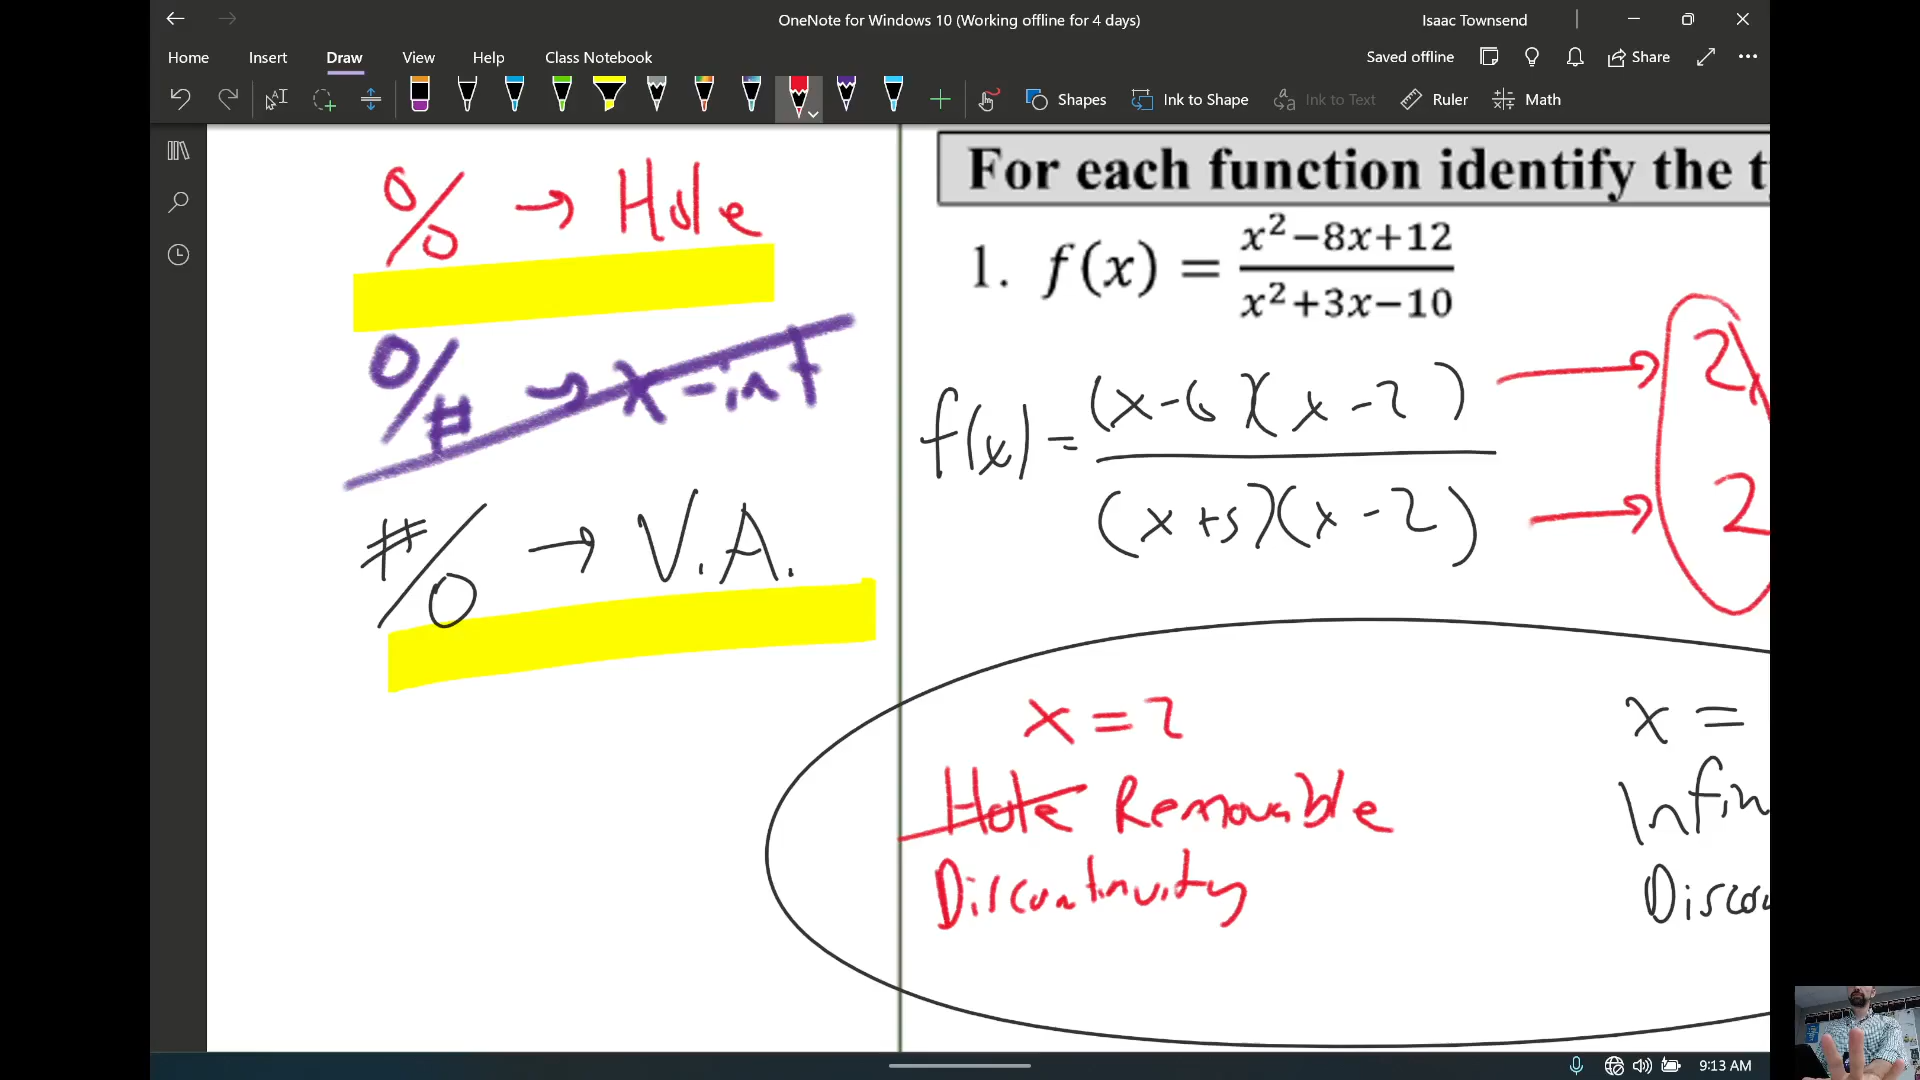 OneNote for Windows 10 (Working offline for 4 days)
Isaac Townsend
Home Insert Draw View Help Class Notebook
Saved offline Share
Shapes Ink to Shape Ink to Text Ruler Math
0/0 → Hole
0/# → x-int
#/0 → V.A.
For each function identify the t
1. f(x) = x²−8x+12
x²+3x−10
f(x) = (x-6)(x-2) → 2
(x+5)(x-2) → 2
x = 2
Hole Removable
Discontinuity
x =
Infin
Discon
9:13 AM